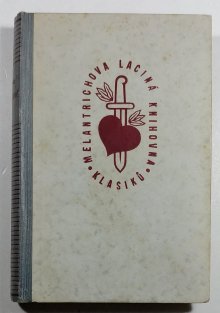 MELANTRICHOVA LACINÁ KNIHOVNA
KLASIKŮ